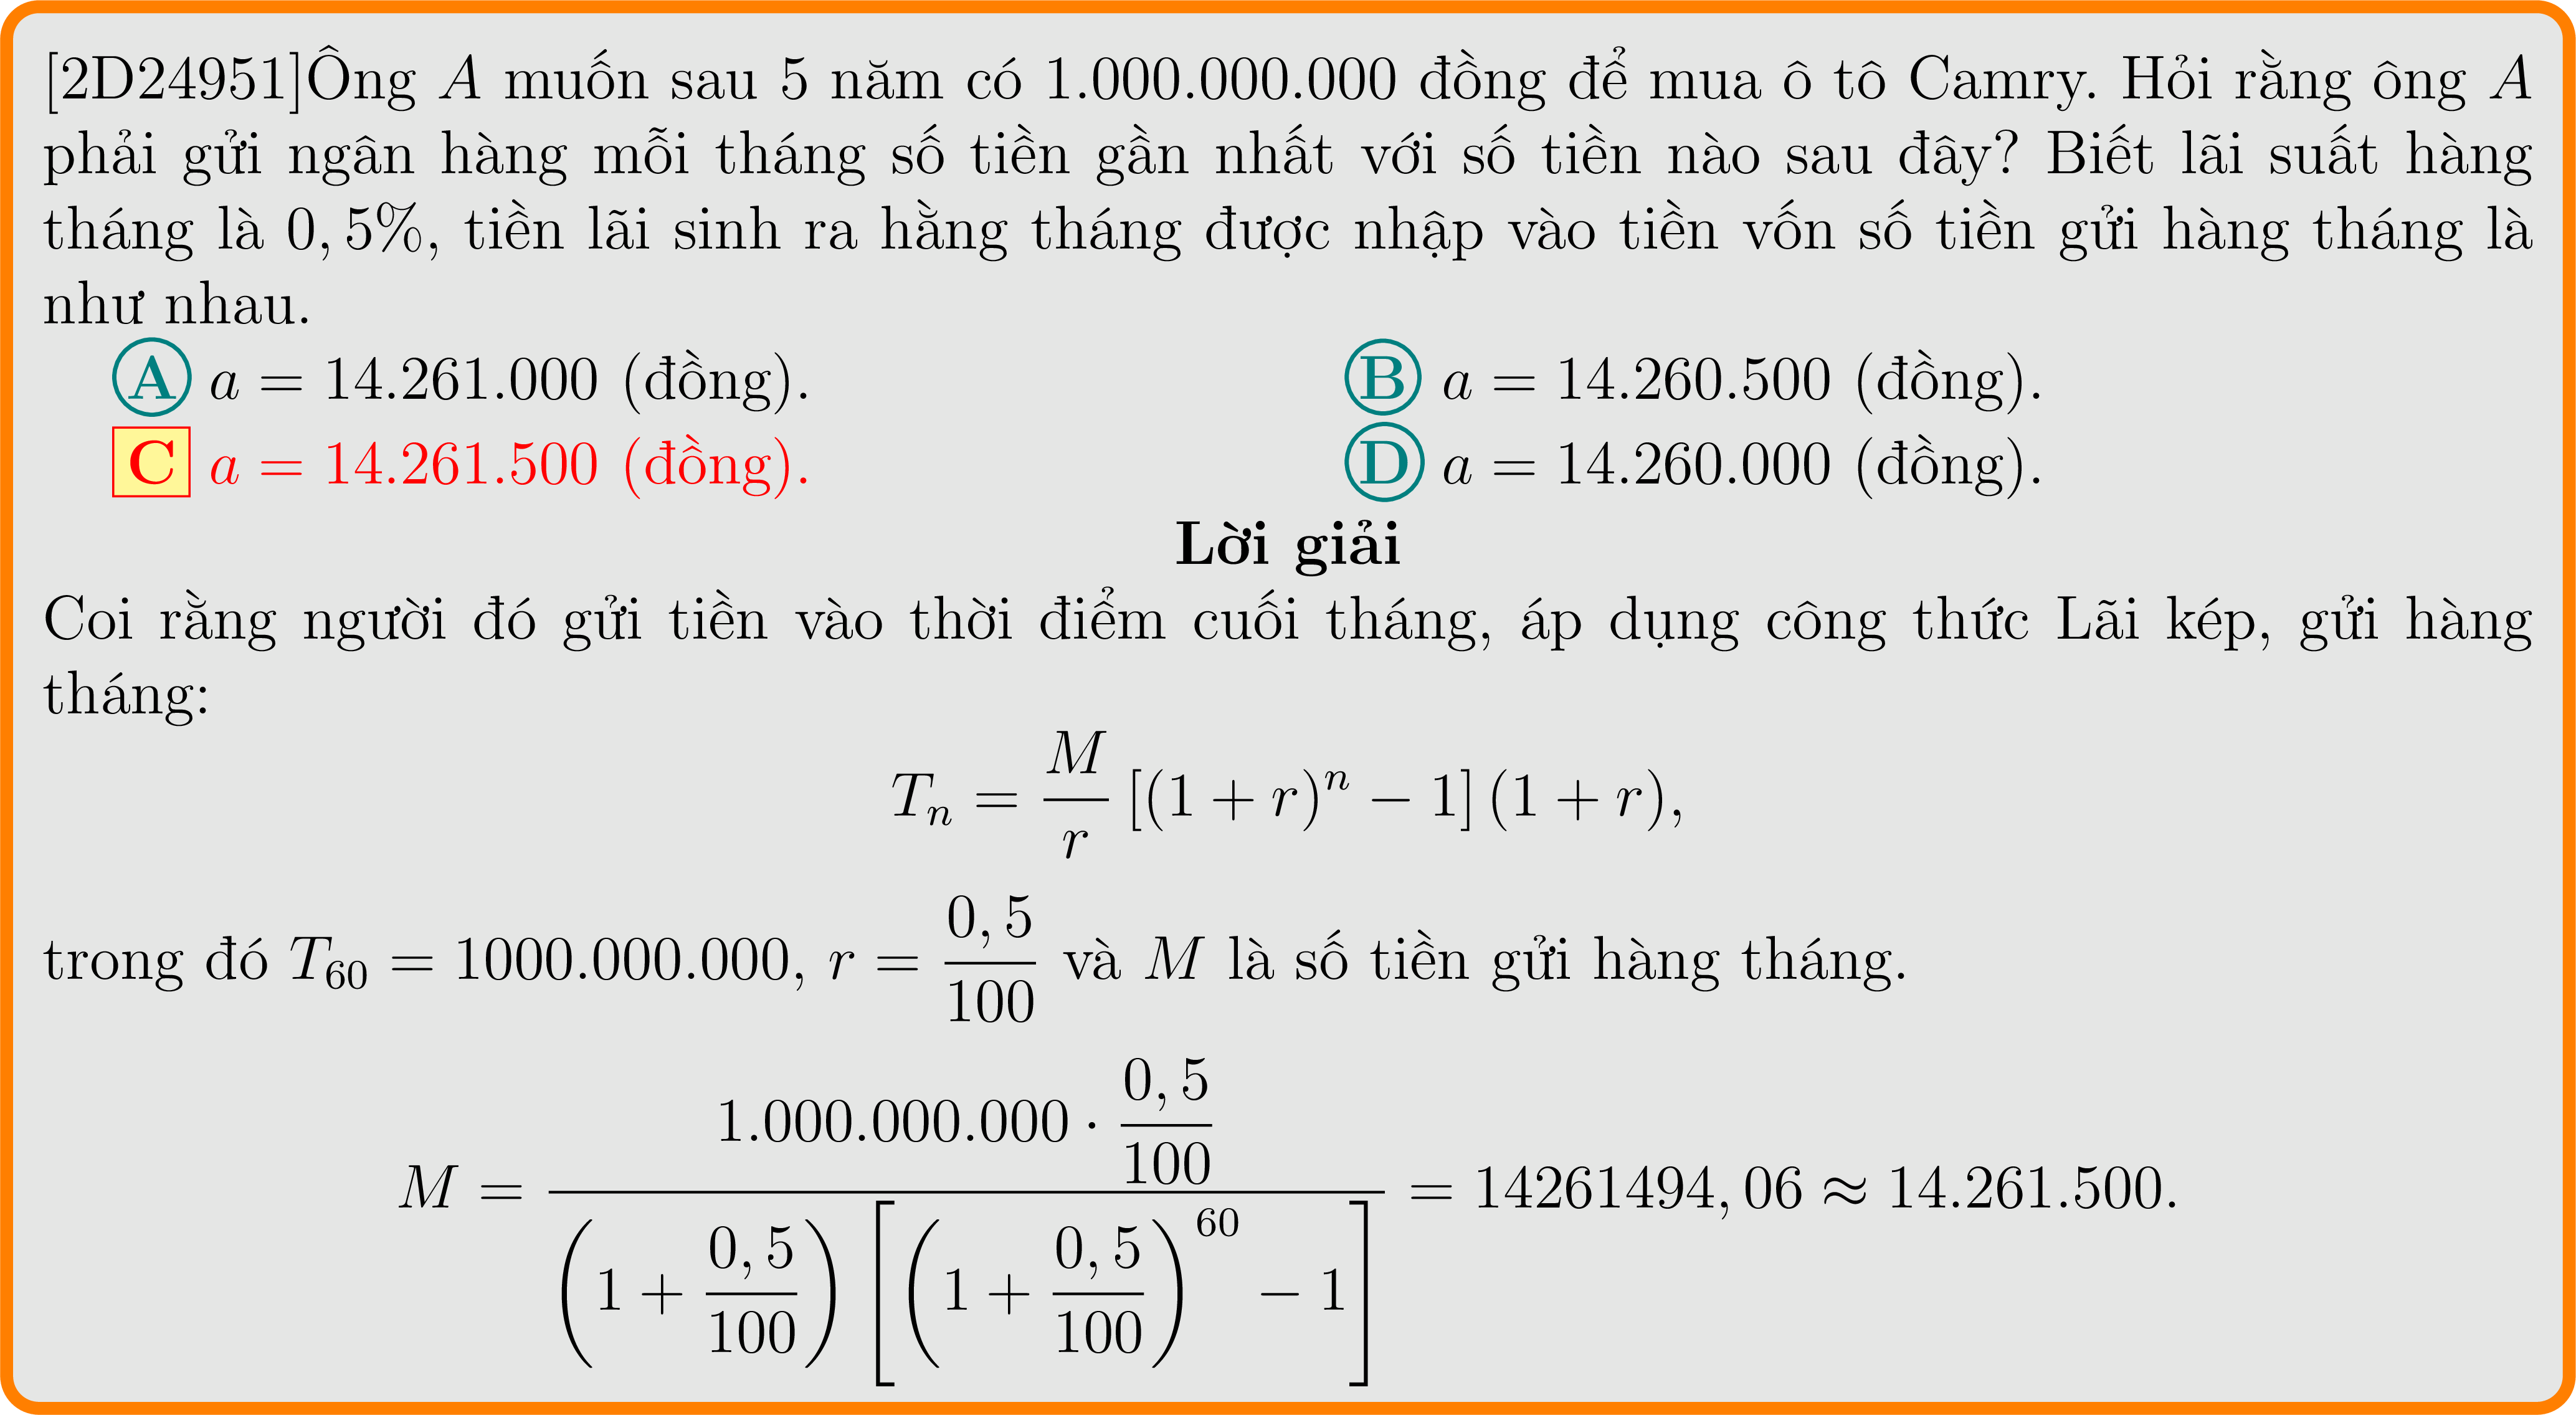 [2D24951]Ông A muốn sau 5 năm có 1.000.000.000 đồng để mua ô tô Camry. Hỏi rằng ông A
phải gửi ngân hàng mỗi tháng số tiền gần nhất với số tiền nào sau đây? Biết lãi suất hàng
tháng là 0, 5%, tiền lãi sinh ra hằng tháng được nhập vào tiền vốn số tiền gửi hàng tháng là
như nhau.
A a = 14.261.000 (đồng). B a = 14.260.500 (đồng).
C a = 14.261.500 (đồng). D a = 14.260.000 (đồng).
Lời giải
Coi rằng người đó gửi tiền vào thời điểm cuối tháng, áp dụng công thức Lãi kép, gửi hàng
tháng:
$T_n = \frac{M}{r} [(1 + r)^n - 1] (1 + r),$
trong đó $T_{60} = 1000.000.000$, $r = \frac{0, 5}{100}$ và M là số tiền gửi hàng tháng.
$M = \frac{1.000.000.000 \cdot \frac{0, 5}{100}}{\left(1 + \frac{0, 5}{100}\right) \left[\left(1 + \frac{0, 5}{100}\right)^{60} - 1\right]} = 14261494, 06 \approx 14.261.500.$